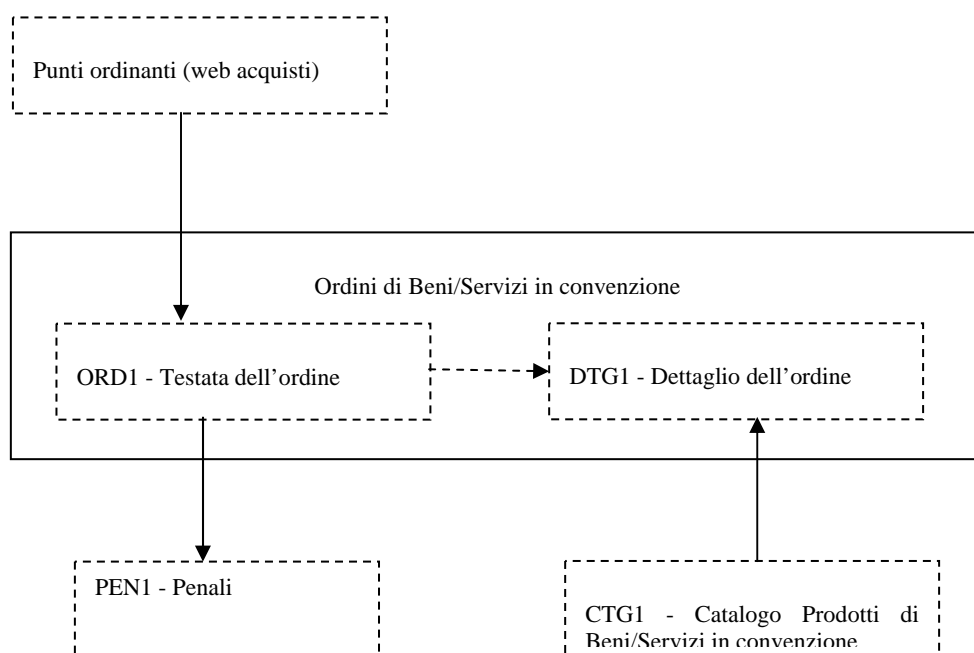 Punti ordinanti (web acquisti)
Ordini di Beni/Servizi in convenzione
ORD1 - Testata dell’ordine
DTG1 - Dettaglio dell’ordine
PEN1 - Penali
CTG1 - Catalogo Prodotti di
Beni/Servizi in convenzione